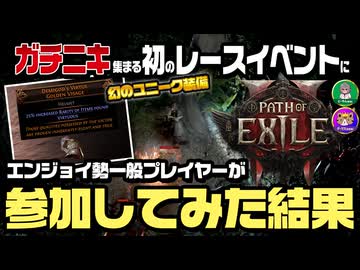 ガチニキ集まる初のレースイベントに
幻のユニーク装備
DEMIGOD'S VIRTUE
GOLDEN VISAGE
HELMET
25% INCREASED RARITY OF ITEMS FOUND
VIRTUOUS
PATH OF
EXILE
エンジョイ勢一般プレイヤーが
参加してみた結果